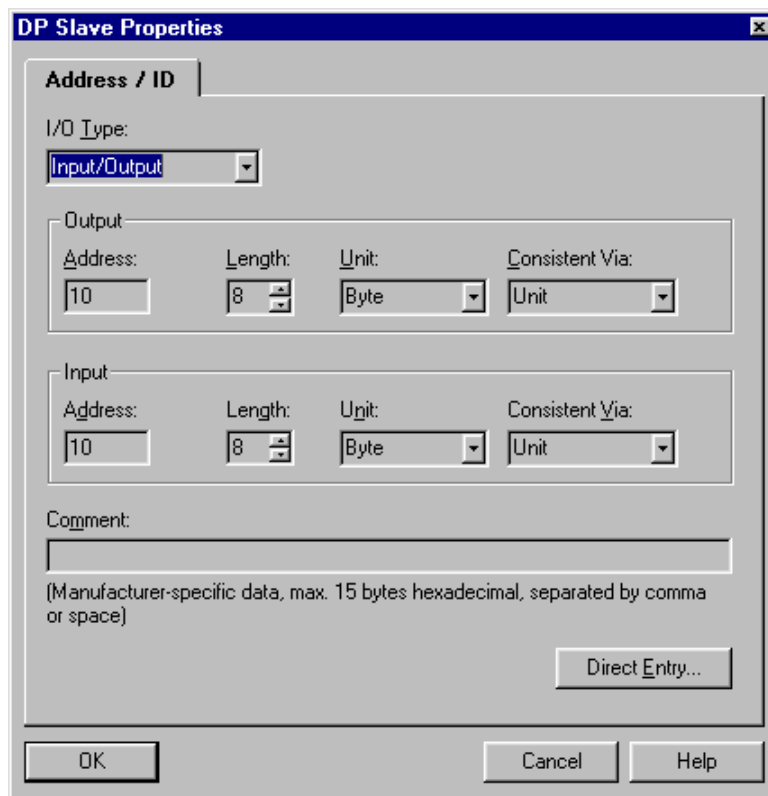 DP Slave Properties
Address / ID
I/O Type:
Input/Output
Output
Address: Length: Unit: Consistent Via:
10 8 Byte Unit
Input
Address: Length: Unit: Consistent Via:
10 8 Byte Unit
Comment:
(Manufacturer-specific data, max. 15 bytes hexadecimal, separated by comma
or space)
Direct Entry...
OK Cancel Help